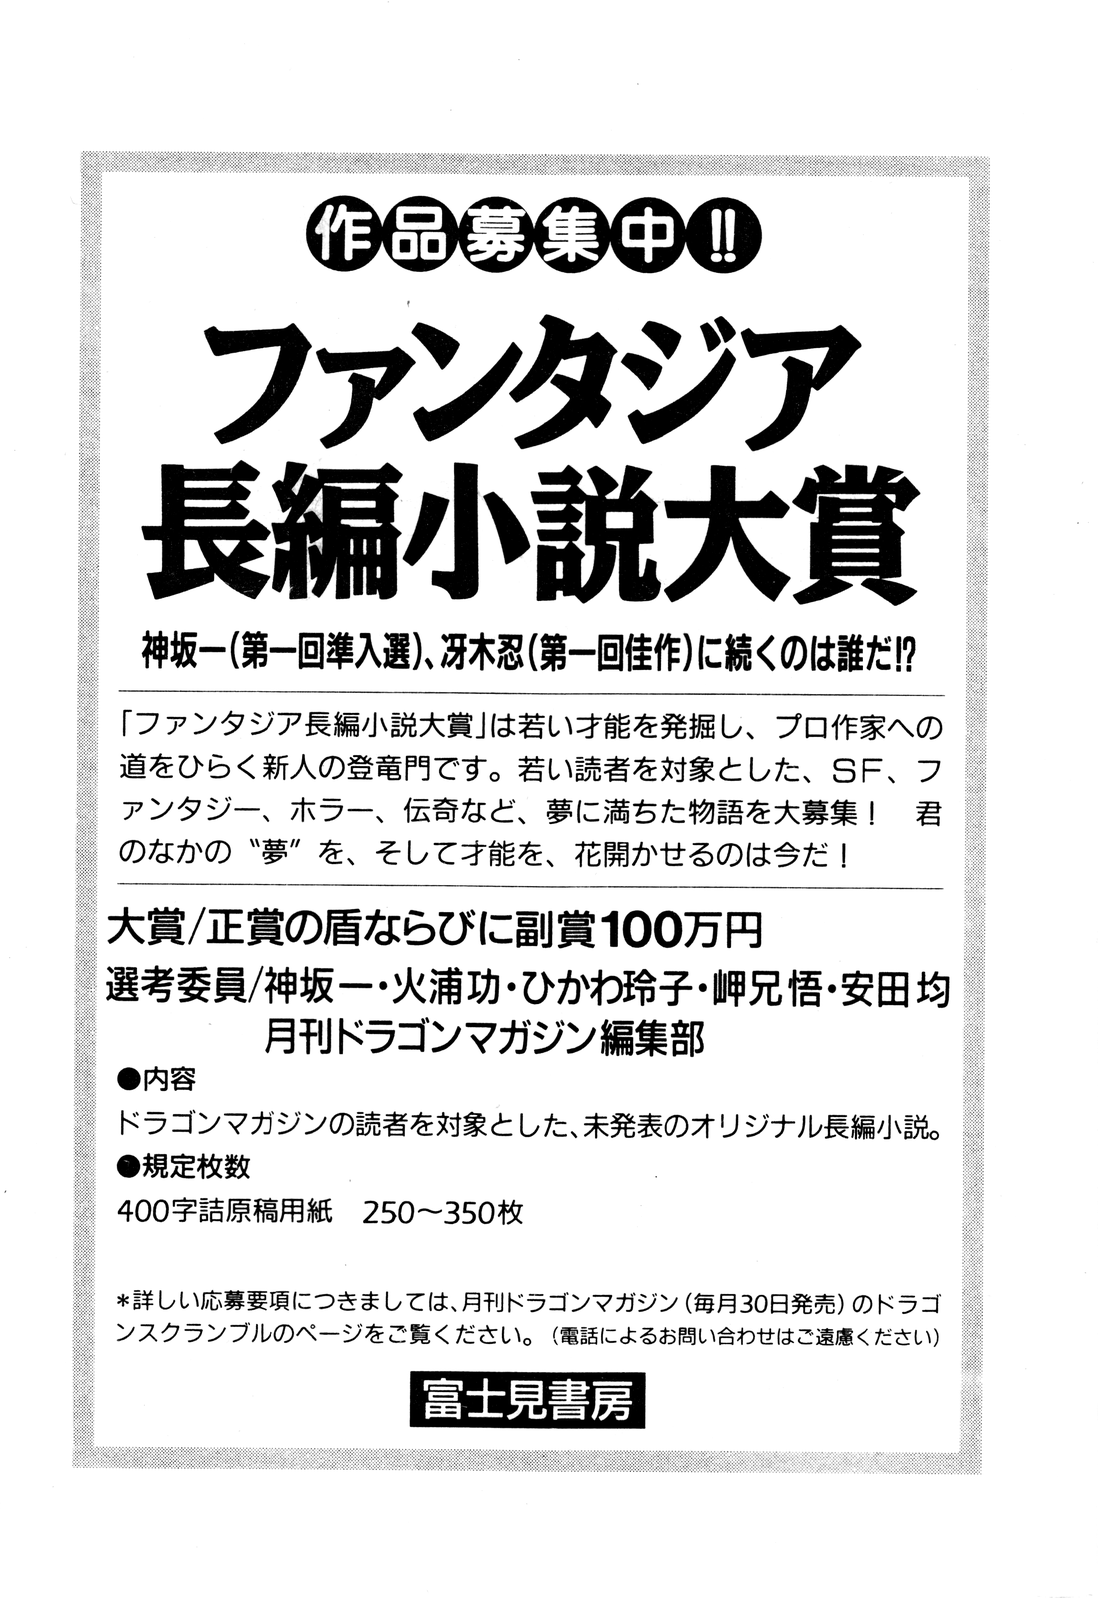 作品募集中!!
ファンタジア
長編小説大賞
神坂一(第一回準入選)、冴木忍(第一回佳作)に続くのは誰だ!?
「ファンタジア長編小説大賞」は若い才能を発掘し、プロ作家への
道をひらく新人の登竜門です。若い読者を対象とした、SF、フ
ァンタジー、ホラー、伝奇など、夢に満ちた物語を大募集！　君
のなかの〝夢〟を、そして才能を、花開かせるのは今だ！
大賞/正賞の盾ならびに副賞100万円
選考委員/神坂一・火浦功・ひかわ玲子・岬兄悟・安田均
月刊ドラゴンマガジン編集部
●内容
ドラゴンマガジンの読者を対象とした、未発表のオリジナル長編小説。
●規定枚数
400字詰原稿用紙　250〜350枚
*詳しい応募要項につきましては、月刊ドラゴンマガジン(毎月30日発売)のドラゴ
ンスクランブルのページをご覧ください。(電話によるお問い合わせはご遠慮ください)
富士見書房